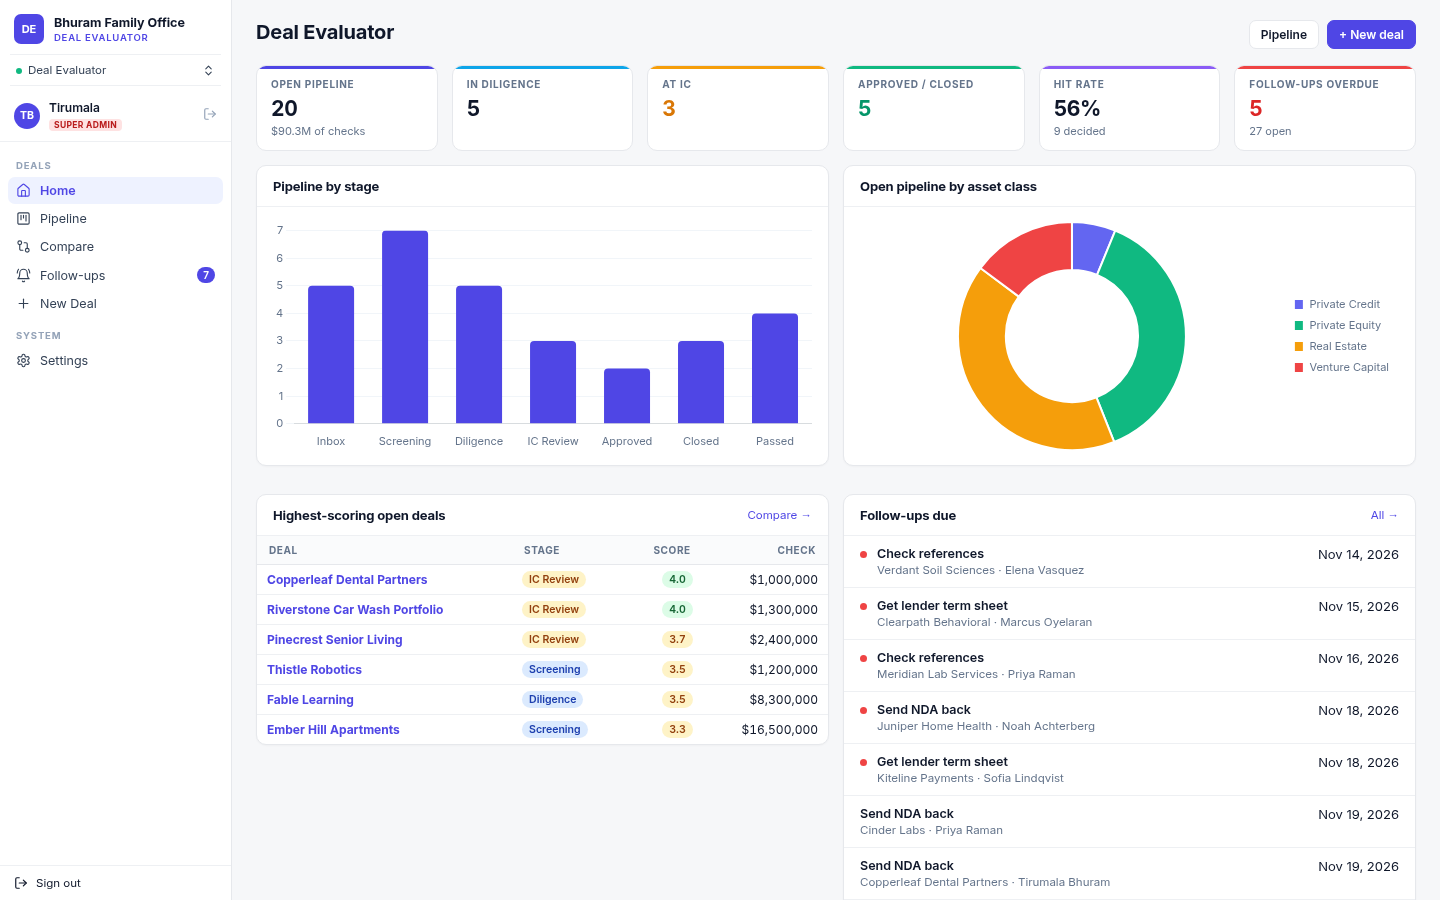 DE
Bhuram Family Office
DEAL EVALUATOR
Deal Evaluator
TB
Tirumala
SUPER ADMIN
DEALS
Home
Pipeline
Compare
Follow-ups 7
New Deal
SYSTEM
Settings
Sign out
Deal Evaluator
Pipeline
+ New deal
OPEN PIPELINE
20
$90.3M of checks
IN DILIGENCE
5
AT IC
3
APPROVED / CLOSED
5
HIT RATE
56%
9 decided
FOLLOW-UPS OVERDUE
5
27 open
Pipeline by stage
7
6
5
4
3
2
1
0
Inbox Screening Diligence IC Review Approved Closed Passed
Open pipeline by asset class
Private Credit
Private Equity
Real Estate
Venture Capital
Highest-scoring open deals Compare →
DEAL STAGE SCORE CHECK
Copperleaf Dental Partners IC Review 4.0 $1,000,000
Riverstone Car Wash Portfolio IC Review 4.0 $1,300,000
Pinecrest Senior Living IC Review 3.7 $2,400,000
Thistle Robotics Screening 3.5 $1,200,000
Fable Learning Diligence 3.5 $8,300,000
Ember Hill Apartments Screening 3.3 $16,500,000
Follow-ups due All →
Check references Nov 14, 2026
Verdant Soil Sciences · Elena Vasquez
Get lender term sheet Nov 15, 2026
Clearpath Behavioral · Marcus Oyelaran
Check references Nov 16, 2026
Meridian Lab Services · Priya Raman
Send NDA back Nov 18, 2026
Juniper Home Health · Noah Achterberg
Get lender term sheet Nov 18, 2026
Kiteline Payments · Sofia Lindqvist
Send NDA back Nov 19, 2026
Cinder Labs · Priya Raman
Send NDA back Nov 19, 2026
Copperleaf Dental Partners · Tirumala Bhuram